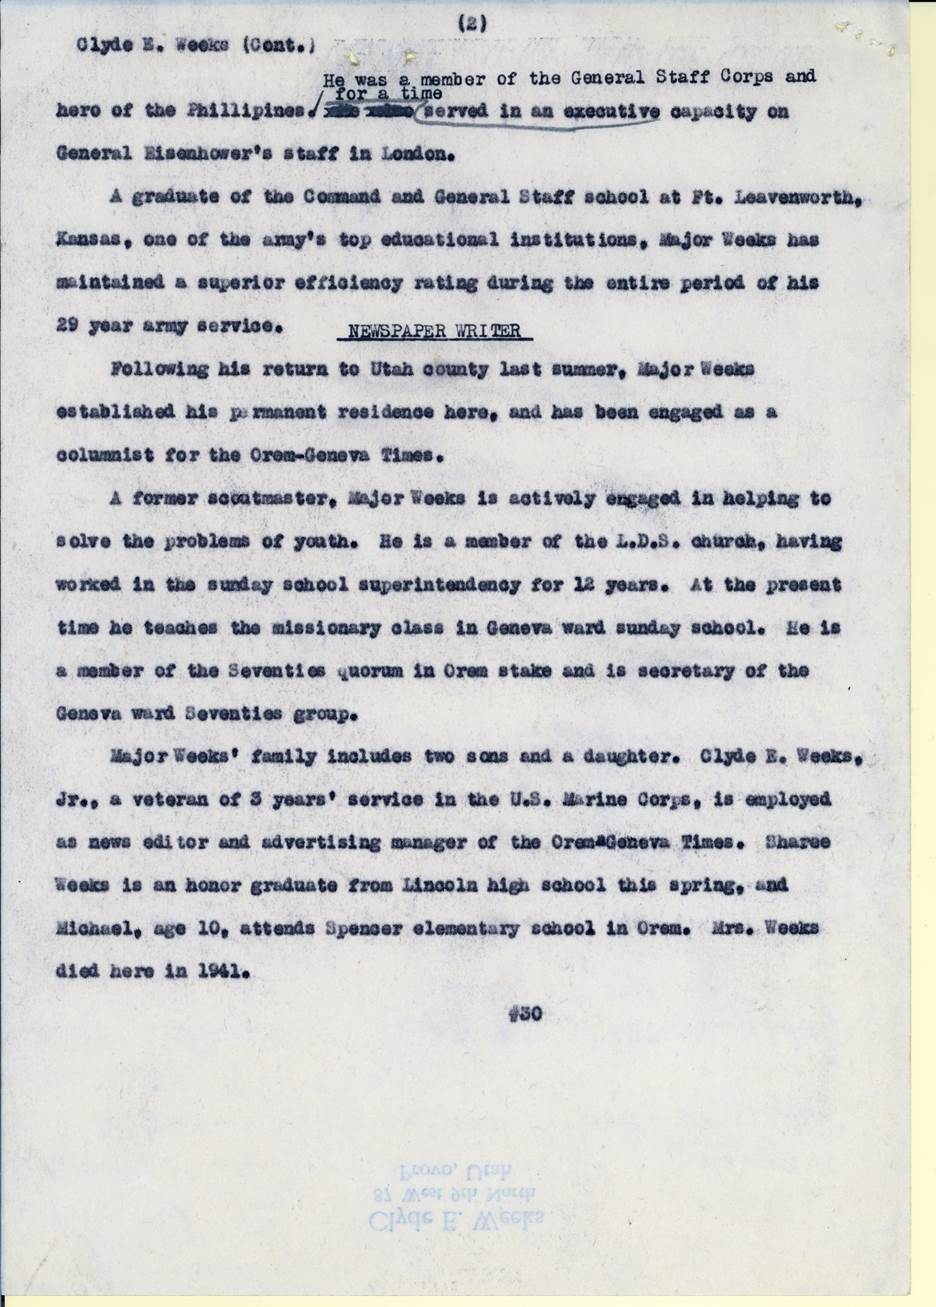 (2)
Clyde E. Weeks (Cont.)
He was a member of the General Staff Corps and
for a time
hero of the Phillipines. served in an executive capacity on
General Eisenhower's staff in London.
A graduate of the Command and General Staff school at Ft. Leavenworth,
Kansas, one of the army's top educational institutions, Major Weeks has
maintained a superior efficiency rating during the entire period of his
29 year army service.
NEWSPAPER WRITER
Following his return to Utah county last summer, Major Weeks
established his permanent residence here, and has been engaged as a
columnist for the Orem-Geneva Times.
A former scoutmaster, Major Weeks is actively engaged in helping to
solve the problems of youth. He is a member of the L.D.S. church, having
worked in the sunday school superintendency for 12 years. At the present
time he teaches the missionary class in Geneva ward sunday school. He is
a member of the Seventies quorum in Orem stake and is secretary of the
Geneva ward Seventies group.
Major Weeks' family includes two sons and a daughter. Clyde E. Weeks,
Jr., a veteran of 3 years' service in the U.S. Marine Corps, is employed
as news editor and advertising manager of the Orem-Geneva Times. Sharee
Weeks is an honor graduate from Lincoln high school this spring, and
Michael, age 10, attends Spencer elementary school in Orem. Mrs. Weeks
died here in 1941.
#30
Provo, Utah
87 West 9th North
Clyde E. Weeks